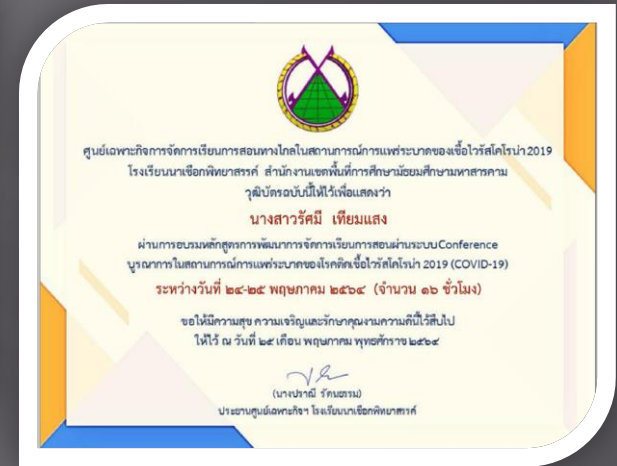 ศูนย์เฉพาะกิจการจัดการเรียนการสอนทางไกลในสถานการณ์การแพร่ระบาดของเชื้อไวรัสโคโรน่า 2019
โรงเรียนนาเชือกพิทยาสรรค์ สำนักงานเขตพื้นที่การศึกษามัธยมศึกษามหาสารคาม
วุฒิบัตรฉบับนี้ให้ไว้เพื่อแสดงว่า
นางสาวรัศมี เทียมแสง
ผ่านการอบรมหลักสูตรการพัฒนาการจัดการเรียนการสอนผ่านระบบConference
บูรณาการในสถานการณ์การแพร่ระบาดของโรคติดเชื้อไวรัสโคโรน่า 2019 (COVID-19)
ระหว่างวันที่ ๒๔-๒๕ พฤษภาคม ๒๕๖๔ (จำนวน ๑๖ ชั่วโมง)
ขอให้มีความสุข ความเจริญและรักษาคุณงามความดีนี้ไว้สืบไป
ให้ไว้ ณ วันที่ ๒๕ เดือน พฤษภาคม พุทธศักราช ๒๕๖๔
(นางปราณี รัตนธรรม)
ประธานศูนย์เฉพาะกิจฯ โรงเรียนนาเชือกพิทยาสรรค์